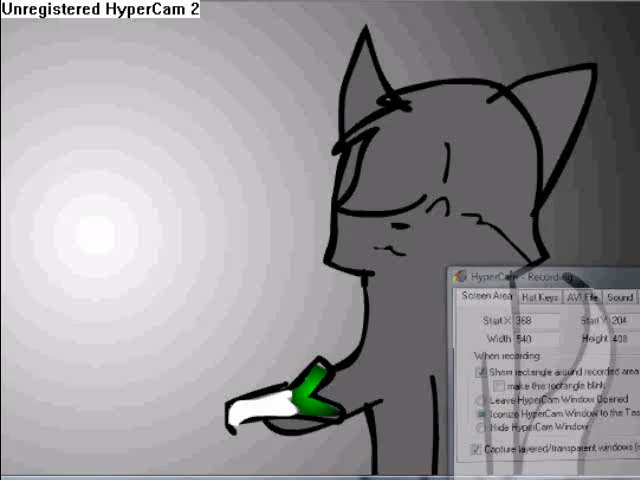 Unregistered HyperCam 2
HyperCam - Recording
Screen Area Hot Keys AVI File Sound
Start X 368 Start Y 204
Width 540 Height 408
When recording:
Show rectangle around recorded area
make this rectangle blink
Leave HyperCam Window Opened
Iconize HyperCam Window to the Tas
Hide HyperCam Window
Capture layered/transparent windows (m